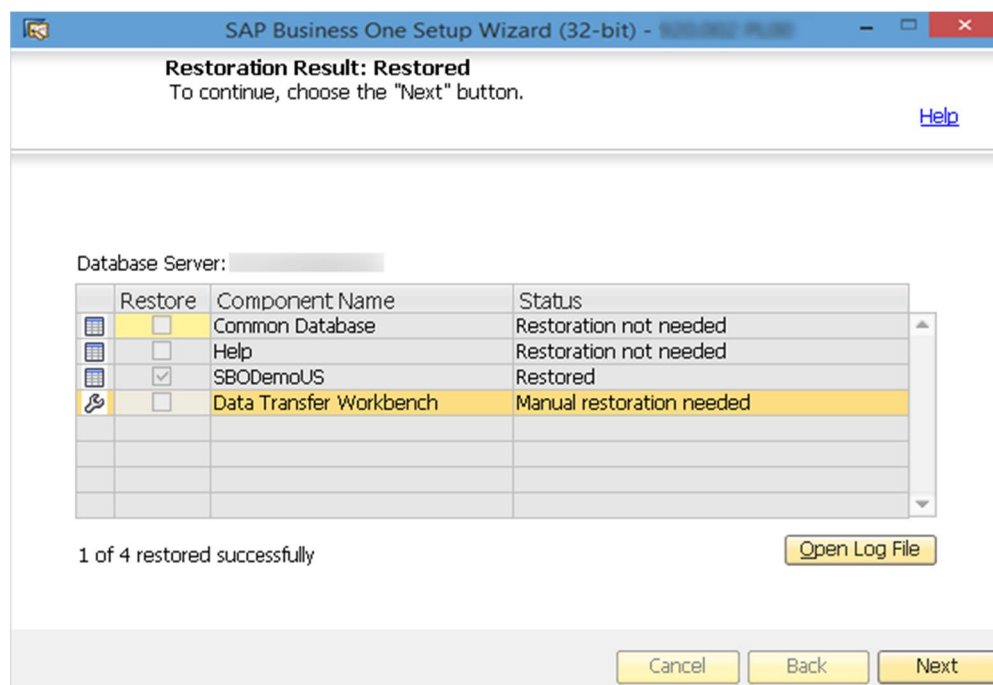 SAP Business One Setup Wizard (32-bit) -
Restoration Result: Restored
To continue, choose the "Next" button.
Help
Database Server:
Restore Component Name Status
Common Database Restoration not needed
Help Restoration not needed
SBODemoUS Restored
Data Transfer Workbench Manual restoration needed
1 of 4 restored successfully
Open Log File
Cancel Back Next